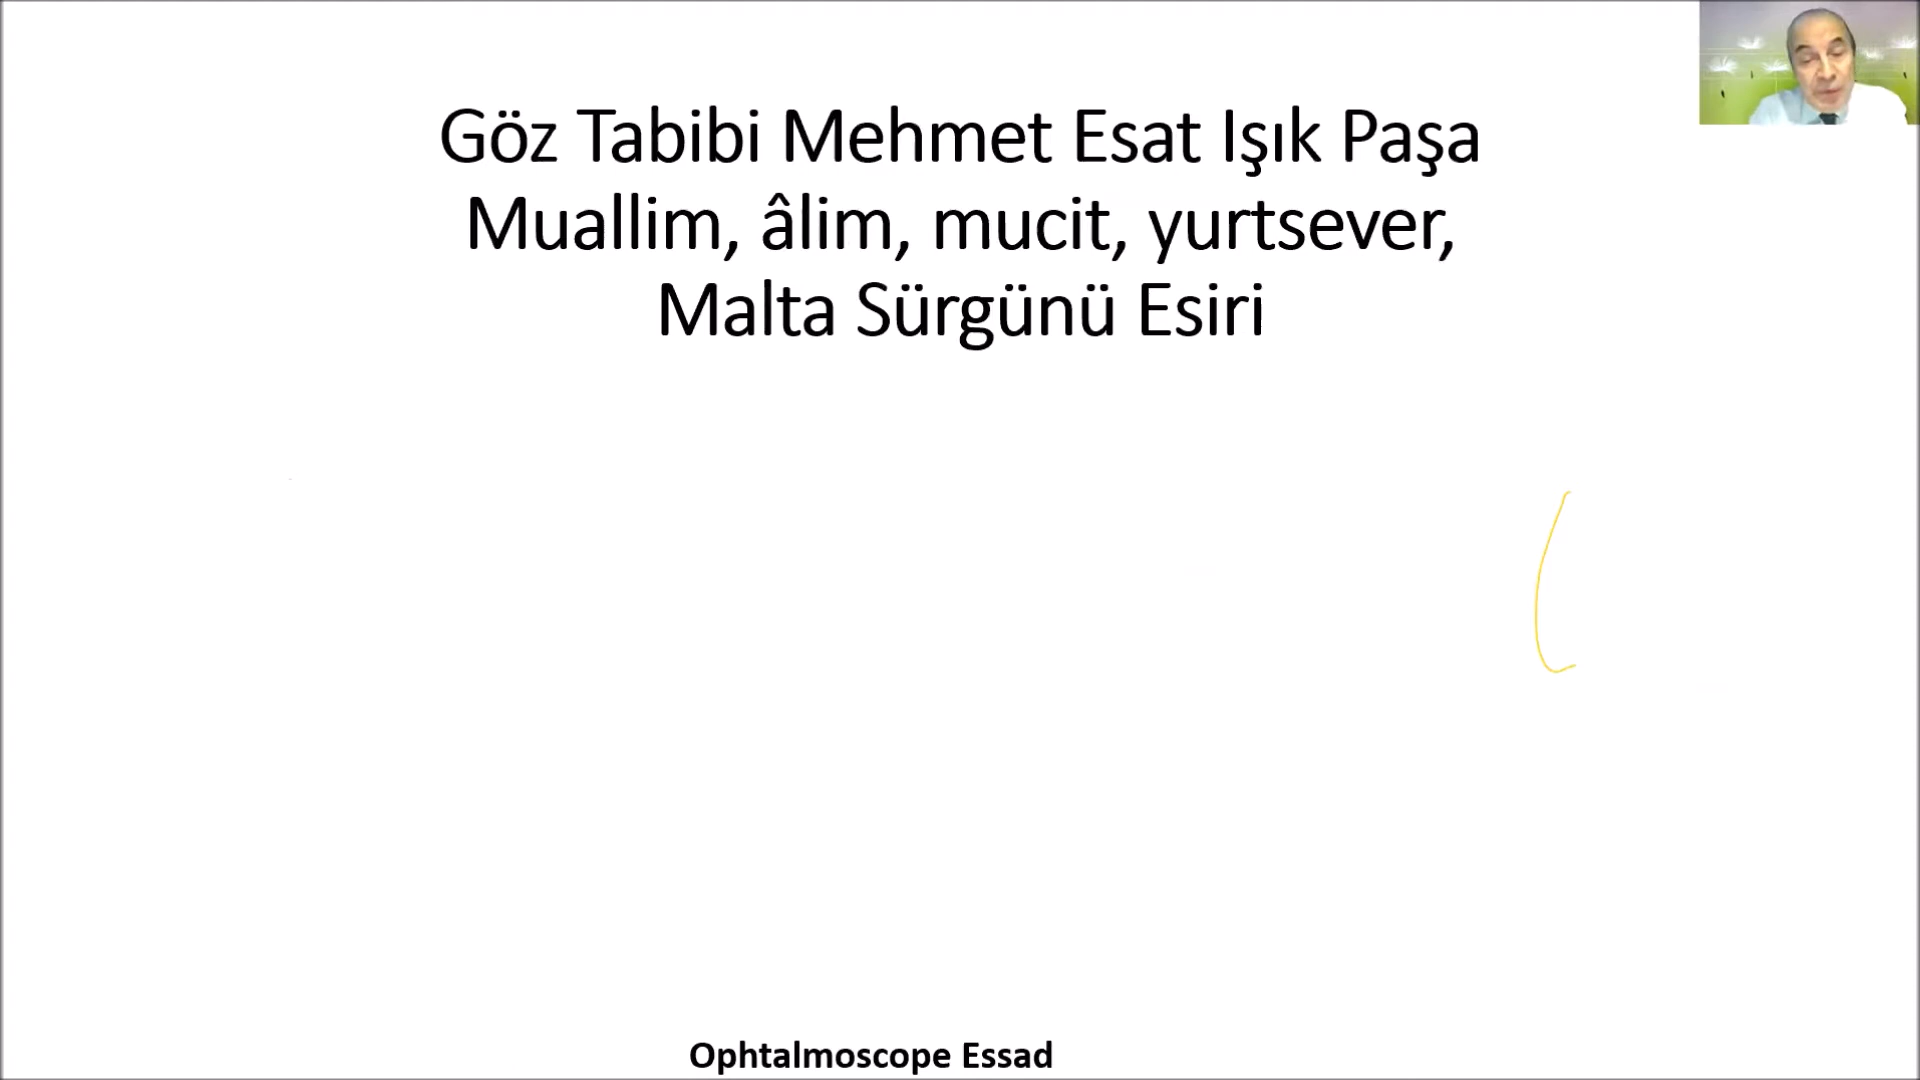 Göz Tabibi Mehmet Esat Işık Paşa
Muallim, âlim, mucit, yurtsever,
Malta Sürgünü Esiri
Ophtalmoscope Essad